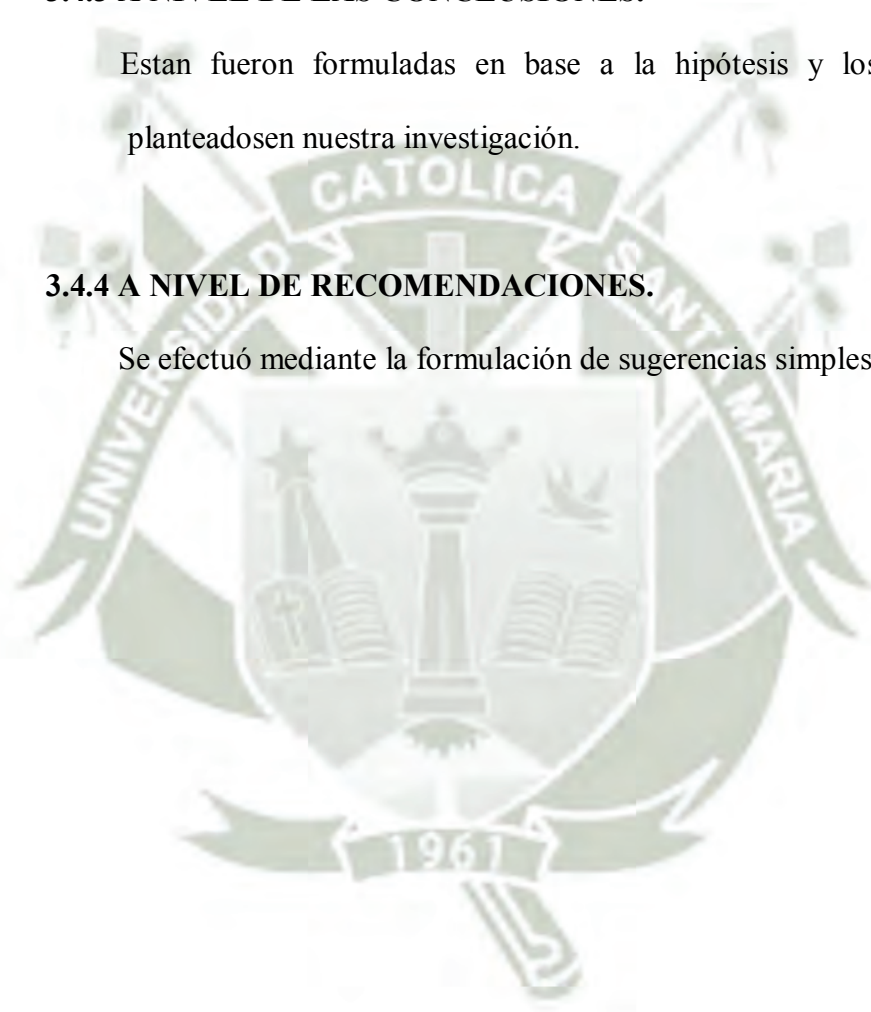 Estan fueron formuladas en base a la hipótesis y los
planteadosen nuestra investigación.
3.4.4 A NIVEL DE RECOMENDACIONES.
Se efectuó mediante la formulación de sugerencias simples
UNIVERSIDAD CATOLICA SANTA MARIA
1961